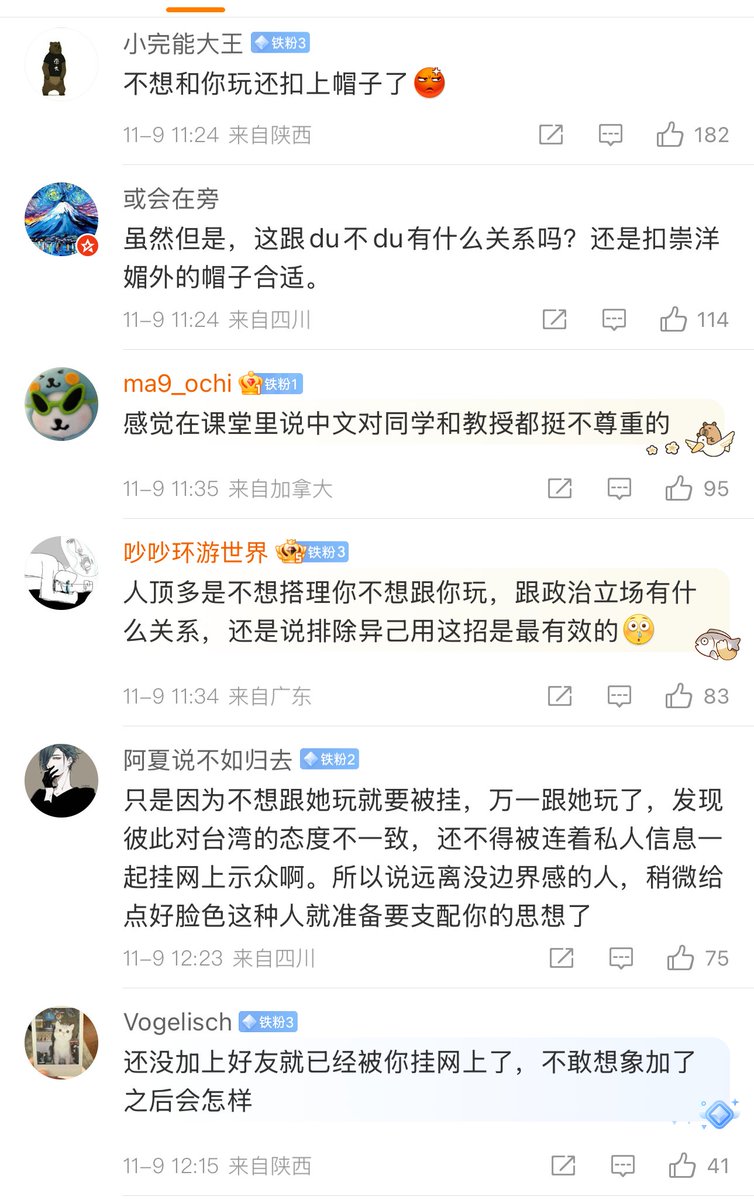 小完能大王 铁粉3
不想和你玩还扣上帽子了
11-9 11:24 来自陕西 182
或会在旁
虽然但是，这跟du不du有什么关系吗？还是扣崇洋
媚外的帽子合适。
11-9 11:24 来自四川 114
ma9_ochi 铁粉1
感觉在课堂里说中文对同学和教授都挺不尊重的
11-9 11:35 来自加拿大 95
吵吵环游世界 铁粉3
人顶多是不想搭理你不想跟你玩，跟政治立场有什
么关系，还是说排除异己用这招是最有效的
11-9 11:34 来自广东 83
阿夏说不如归去 铁粉2
只是因为不想跟她玩就要被挂，万一跟她玩了，发现
彼此对台湾的态度不一致，还不得被连着私人信息一
起挂网上示众啊。所以说远离没边界感的人，稍微给
点好脸色这种人就准备要支配你的思想了
11-9 12:23 来自四川 75
Vogelisch 铁粉3
还没加上好友就已经被你挂网上了，不敢想象加了
之后会怎样
11-9 12:15 来自陕西 41